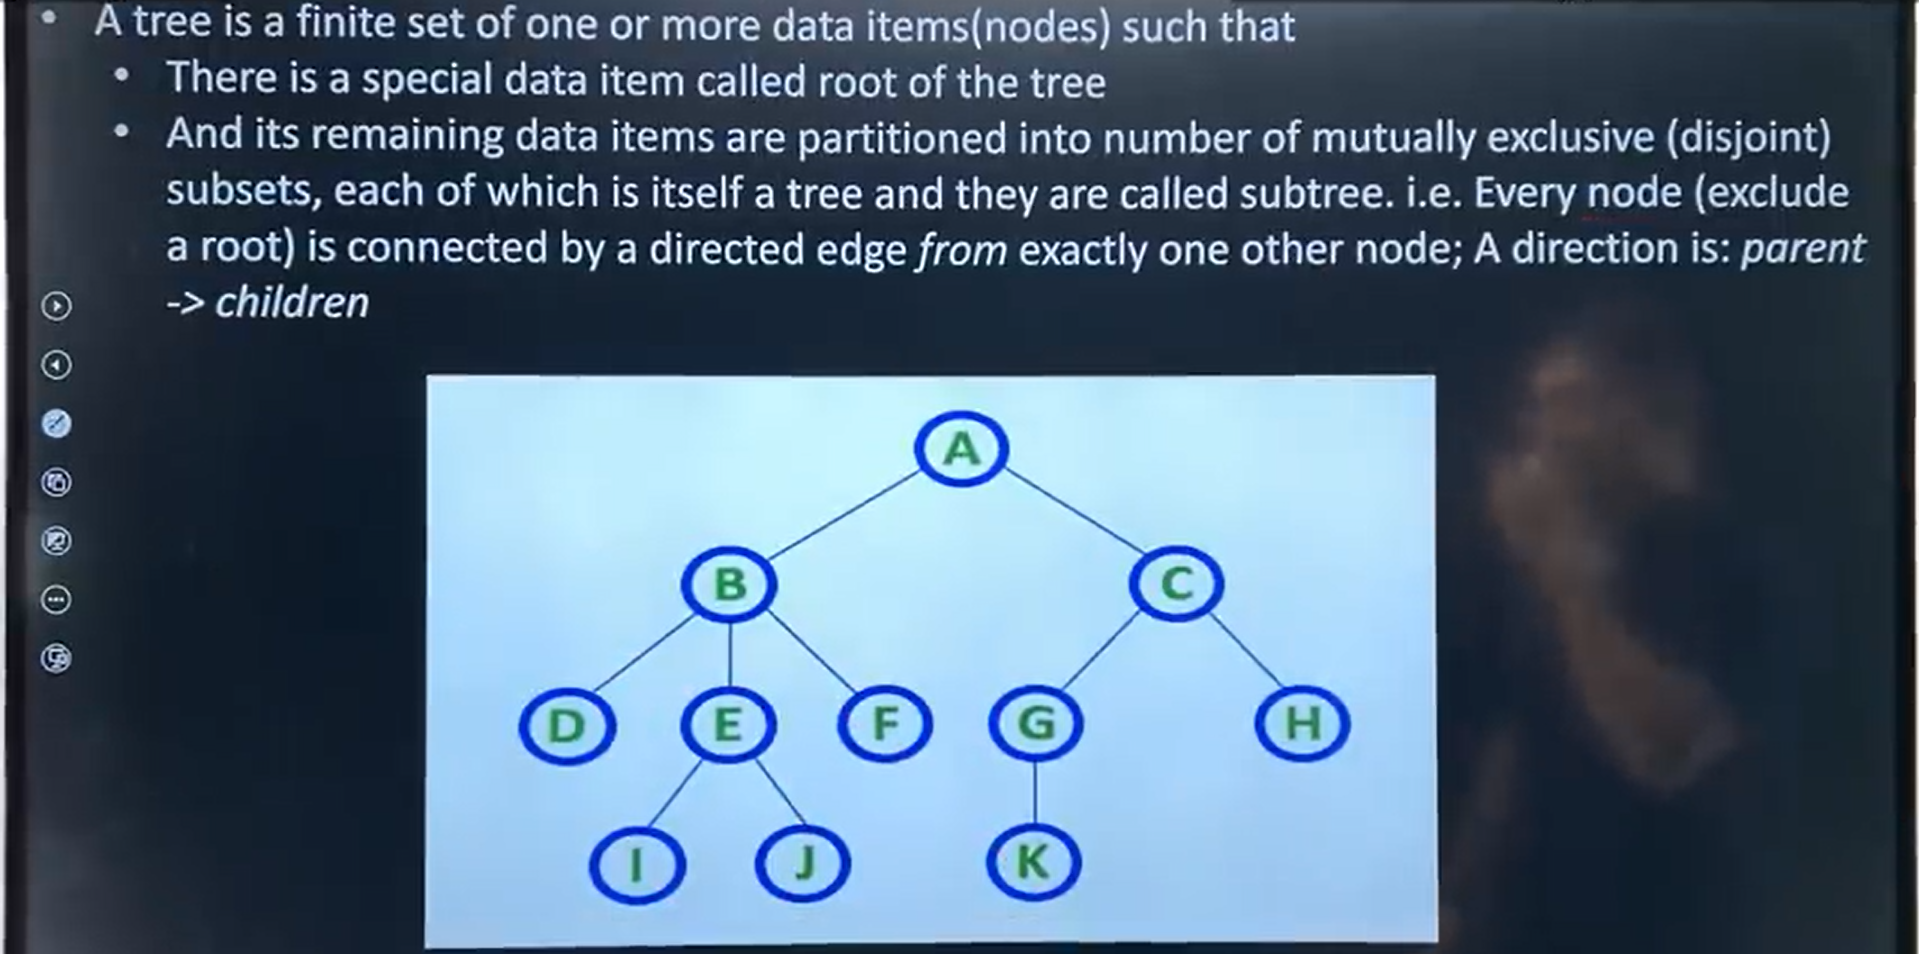 • A tree is a finite set of one or more data items(nodes) such that
• There is a special data item called root of the tree
• And its remaining data items are partitioned into number of mutually exclusive (disjoint)
subsets, each of which is itself a tree and they are called subtree. i.e. Every node (exclude
a root) is connected by a directed edge from exactly one other node; A direction is: parent
-> children
A
B C
D E F G H
I J K